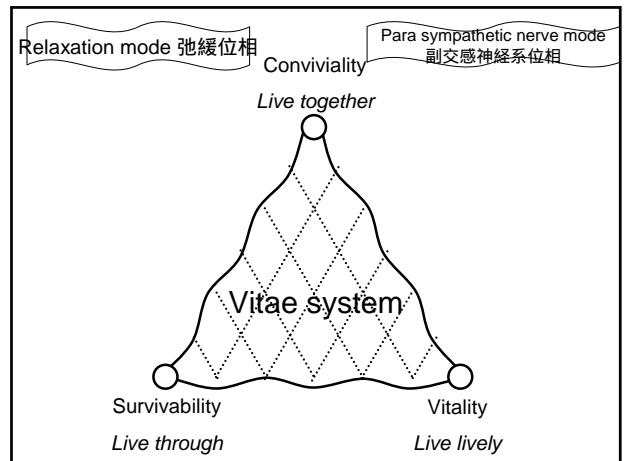 Relaxation mode 弛緩位相
Para sympathetic nerve mode
副交感神経系位相
Conviviality
Live together
Vitae system
Survivability
Vitality
Live through
Live lively